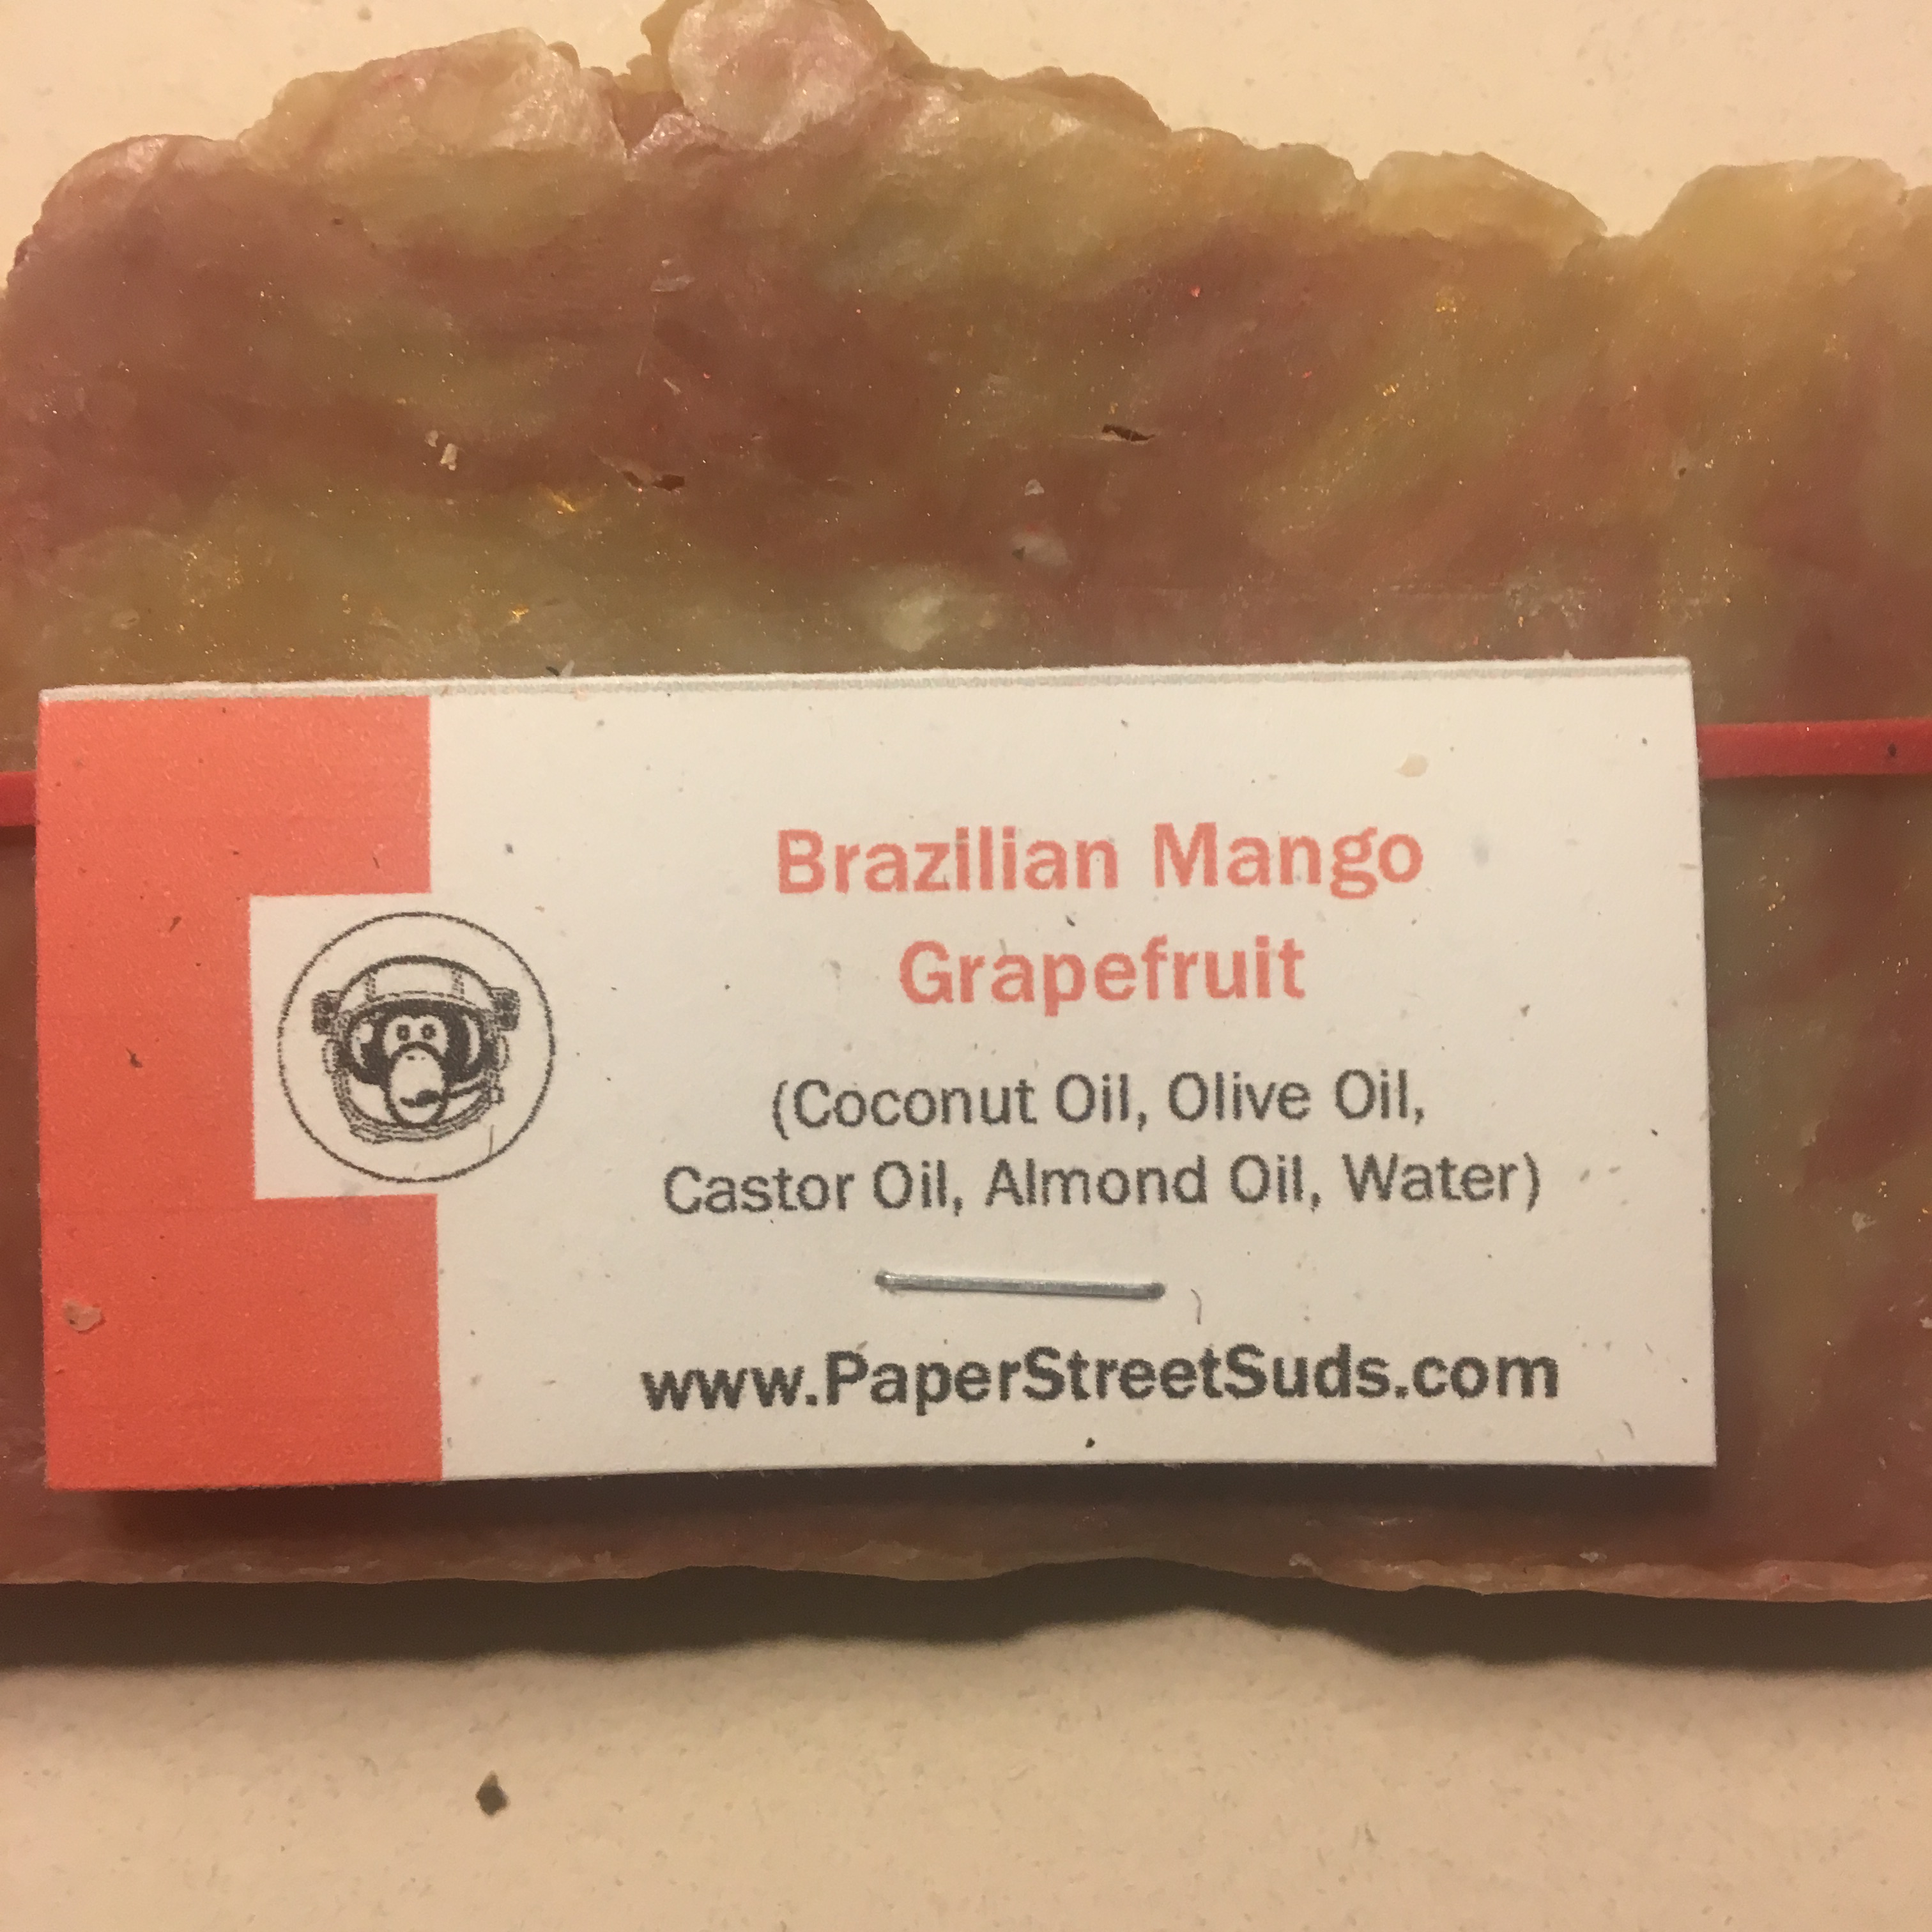 Brazilian Mango
Grapefruit
(Coconut Oil, Olive Oil,
Castor Oil, Almond Oil, Water)
www.PaperStreetSuds.com